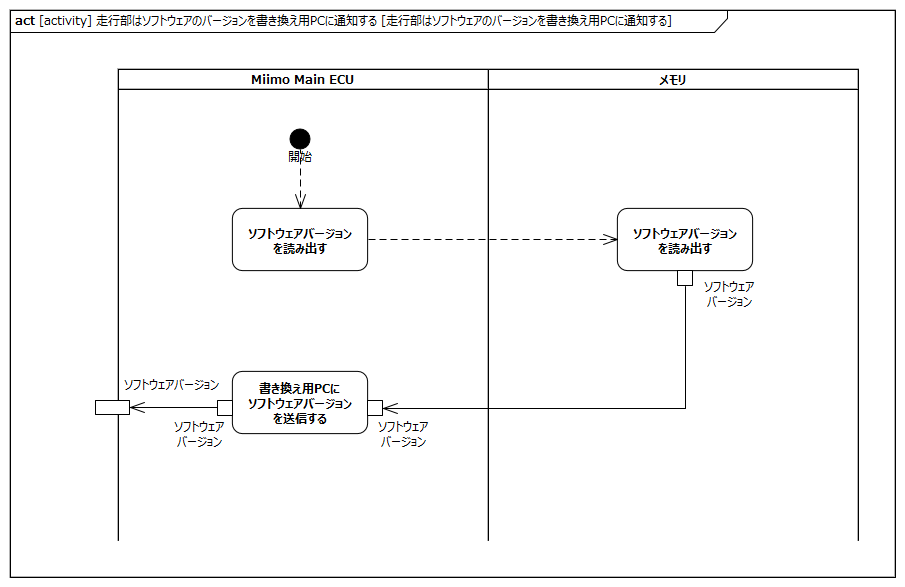 act [activity] 走行部はソフトウェアのバージョンを書き換え用PCに通知する [走行部はソフトウェアのバージョンを書き換え用PCに通知する]
Miimo Main ECU
メモリ
開始
ソフトウェアバージョン
を読み出す
ソフトウェアバージョン
を読み出す
ソフトウェア
バージョン
ソフトウェアバージョン
書き換え用PCに
ソフトウェアバージョン
を送信する
ソフトウェア
バージョン
ソフトウェア
バージョン